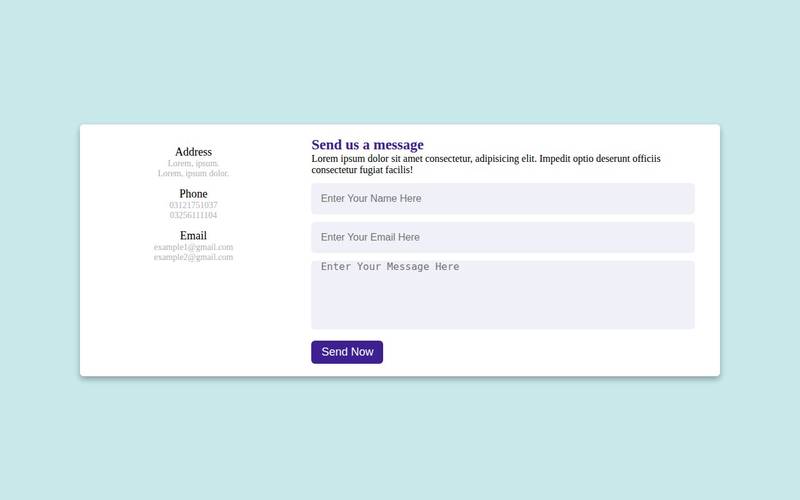 Address
Lorem, ipsum.
Lorem, ipsum dolor.
Phone
03121751037
03256111104
Email
example1@gmail.com
example2@gmail.com
Send us a message
Lorem ipsum dolor sit amet consectetur, adipisicing elit. Impedit optio deserunt officiis
consectetur fugiat facilis!
Enter Your Name Here
Enter Your Email Here
Enter Your Message Here
Send Now